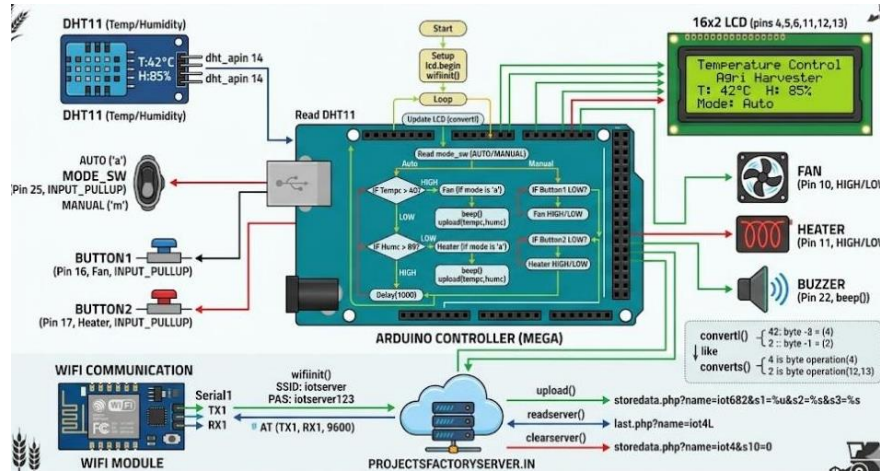 DHT11 (Temp/Humidity)
T:42°C
H:85%
dht_apin 14
dht_apin 14
DHT11 (Temp/Humidity)
AUTO ('a')
MODE_SW
(Pin 25, INPUT_PULLUP)
MANUAL ('m')
BUTTON1
(Pin 16, Fan, INPUT_PULLUP)
BUTTON2
(Pin 17, Heater, INPUT_PULLUP)
Start
Setup
lcd.begin
wifiinit()
Loop
Read DHT11
Update LCD (convertl)
Read mode_sw (AUTO/MANUAL)
Auto
Manual
IF Tempc > 40?
HIGH
Fan (if mode is 'a')
beep()
upload(tempc,humc)
LOW
IF Humc > 89?
LOW
Heater (if mode is 'a')
beep()
upload(tempc,humc)
HIGH
Delay(1000)
IF Button1 LOW?
Fan HIGH/LOW
IF Button2 LOW?
Heater HIGH/LOW
ARDUINO CONTROLLER (MEGA)
16x2 LCD (pins 4,5,6,11,12,13)
Temperature Control
Agri Harvester
T: 42°C H: 85%
Mode: Auto
FAN
(Pin 10, HIGH/LOW
HEATER
(Pin 11, HIGH/LOW
BUZZER
(Pin 22, beep())
convertl()
42: byte -3 = (4)
2 :: byte -1 = (2)
like
converts()
4 is byte operation(4)
2 is byte operation(12,13)
WIFI COMMUNICATION
WiFi
Serial1
TX1
RX1
WIFI MODULE
wifiinit()
SSID: iotserver
PAS: iotserver123
AT (TX1, RX1, 9600)
PROJECTSFACTORYSERVER.IN
upload()
storedata.php?name=iot682&s1=%u&s2=%s&s3=%s
readserver()
last.php?name=iot4L
clearserver()
storedata.php?name=iot4&s10=0